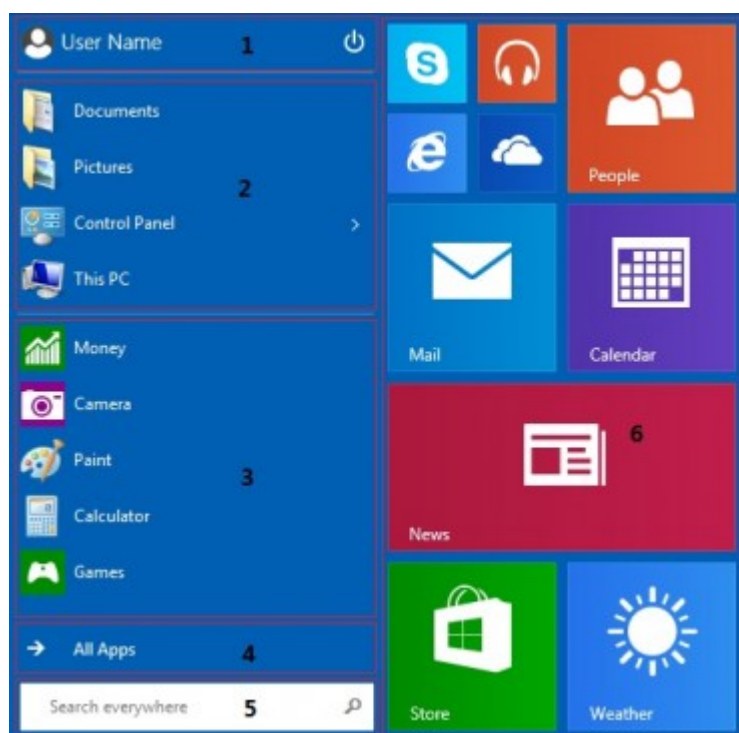 User Name 1
Documents
Pictures
2
Control Panel
This PC
Money
Camera
Paint
3
Calculator
Games
All Apps 4
Search everywhere 5
S
e
People
Mail
Calendar
6
News
Store
Weather